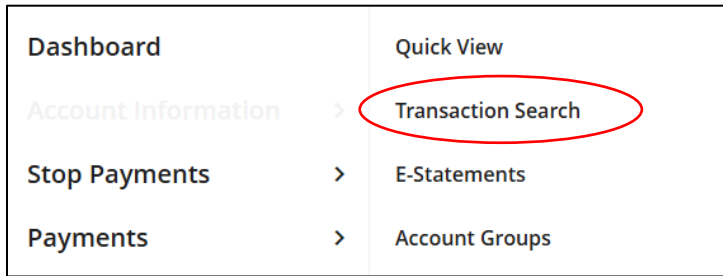 Dashboard
Account Information >
Stop Payments >
Payments >
Quick View
Transaction Search
E-Statements
Account Groups